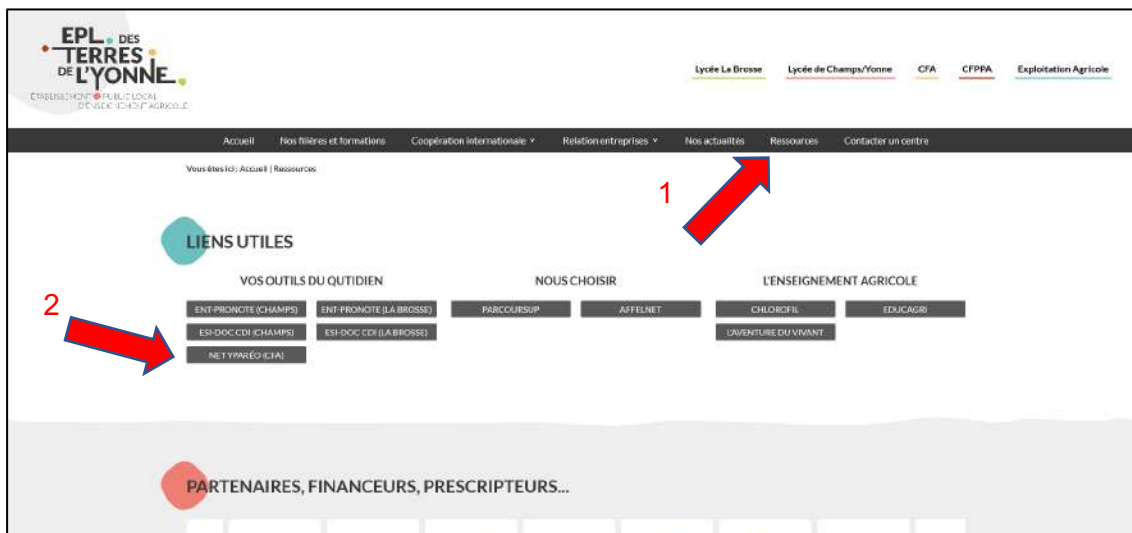 EPL DES
TERRES
DE L'YONNE
ÉTABLISSEMENT PUBLIC LOCAL
D'ENSEIGNEMENT AGRICOLE
Lycée La Brosse Lycée de Champs/Yonne CFA CFPPA Exploitation Agricole
Accueil Nos filières et formations Coopération internationale Relation entreprises Nos actualités Ressources Contacter un centre
Vous êtes ici : Accueil | Ressources
1
LIENS UTILES
VOS OUTILS DU QUTIDIEN NOUS CHOISIR L'ENSEIGNEMENT AGRICOLE
2
ENT-PRONOTE (CHAMPS) ENT-PRONOTE (LA BROSSE) PARCOURSUP AFFELNET CHLOROFIL EDUCAGRI
ESI-DOC CDI (CHAMPS) ESI-DOC CDI (LA BROSSE) L'AVENTURE DU VIVANT
NET YPARÉO (CFA)
PARTENAIRES, FINANCEURS, PRESCRIPTEURS...